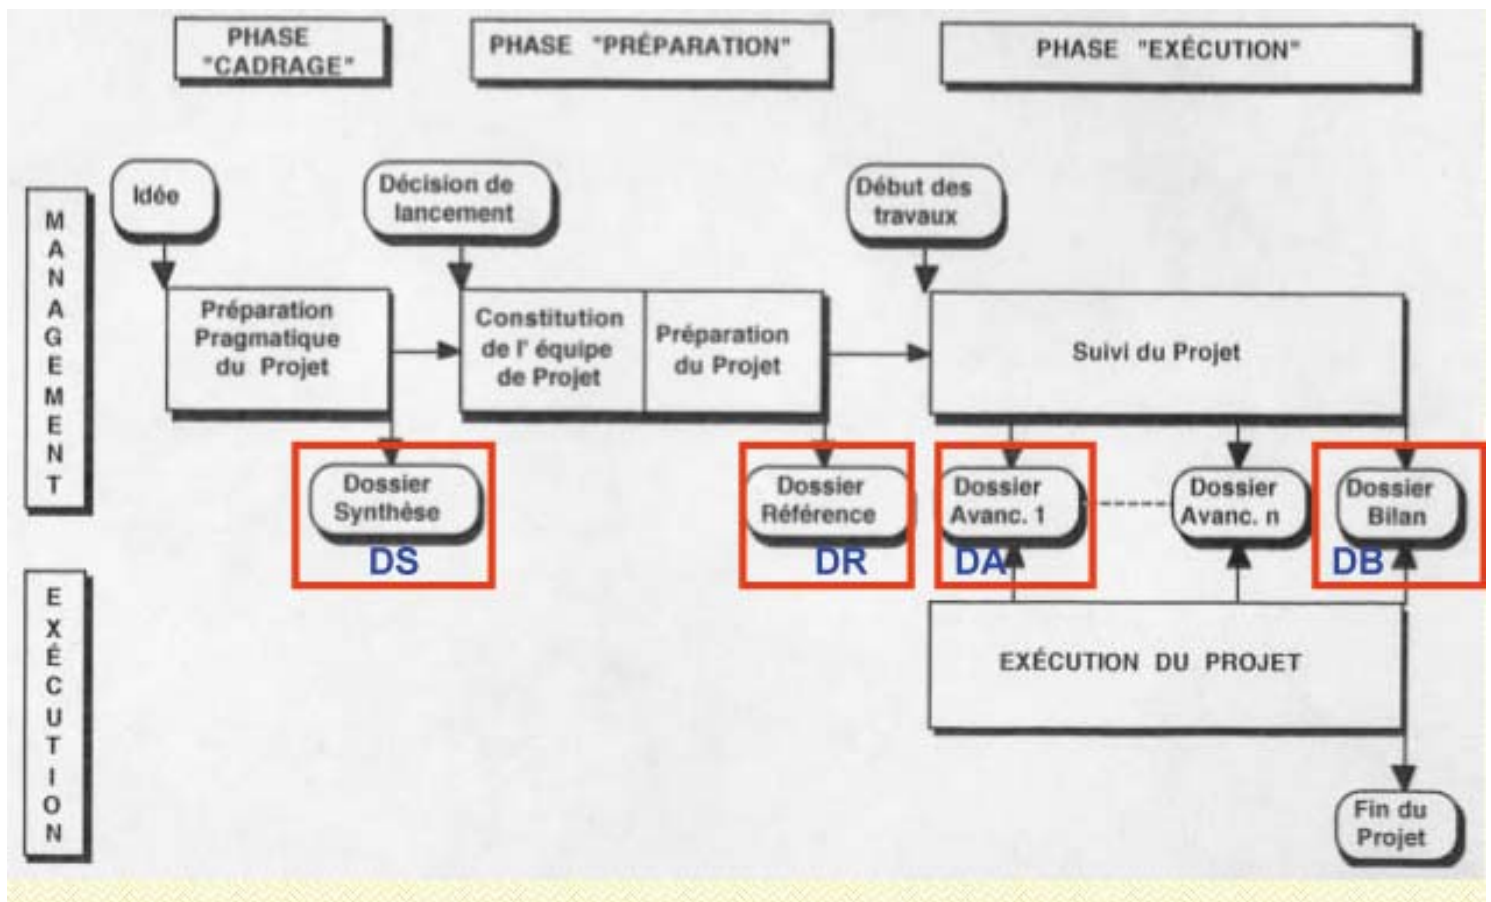 PHASE
"CADRAGE"
PHASE "PRÉPARATION"
PHASE "EXÉCUTION"
MANAGEMENT
Idée
Décision de
lancement
Début des
travaux
Préparation
Pragmatique
du Projet
Constitution
de l' équipe
de Projet
Préparation
du Projet
Suivi du Projet
Dossier
Synthèse
DS
Dossier
Référence
DR
Dossier
Avanc. 1
DA
Dossier
Avanc. n
Dossier
Bilan
DB
EXÉCUTION
EXÉCUTION DU PROJET
Fin du
Projet